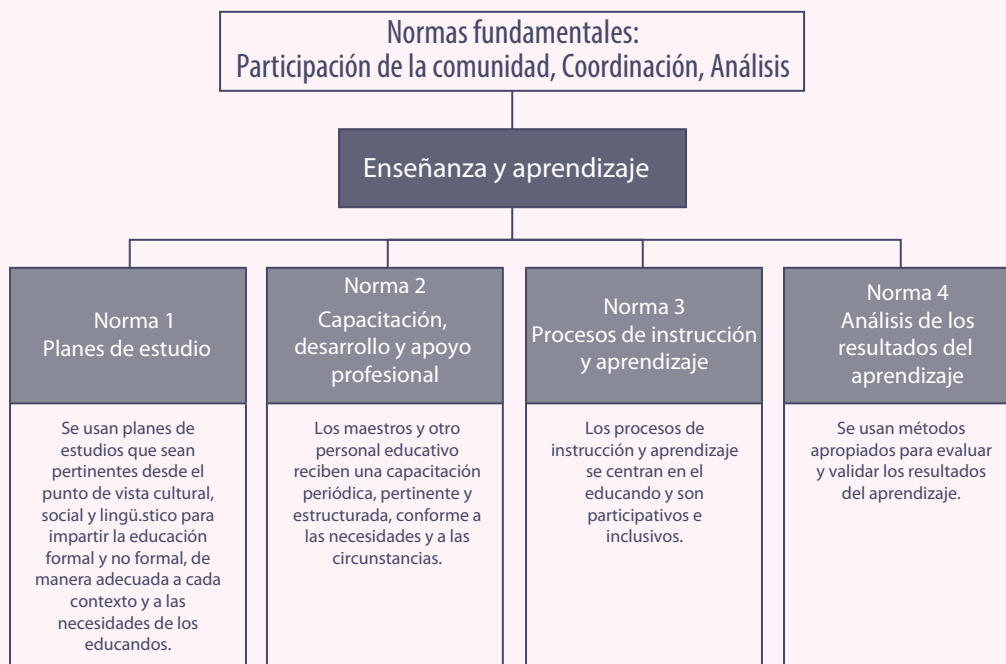 Normas fundamentales:
Participación de la comunidad, Coordinación, Análisis
Enseñanza y aprendizaje
Norma 1
Planes de estudio
Se usan planes de
estudios que sean
pertinentes desde el
punto de vista cultural,
social y lingü.stico para
impartir la educación
formal y no formal, de
manera adecuada a cada
contexto y a las
necesidades de los
educandos.
Norma 2
Capacitación,
desarrollo y apoyo
profesional
Los maestros y otro
personal educativo
reciben una capacitación
periódica, pertinente y
estructurada, conforme a
las necesidades y a las
circunstancias.
Norma 3
Procesos de instrucción
y aprendizaje
Los procesos de
instrucción y aprendizaje
se centran en el
educando y son
participativos e
inclusivos.
Norma 4
Análisis de los
resultados del
aprendizaje
Se usan métodos
apropiados para evaluar
y validar los resultados
del aprendizaje.